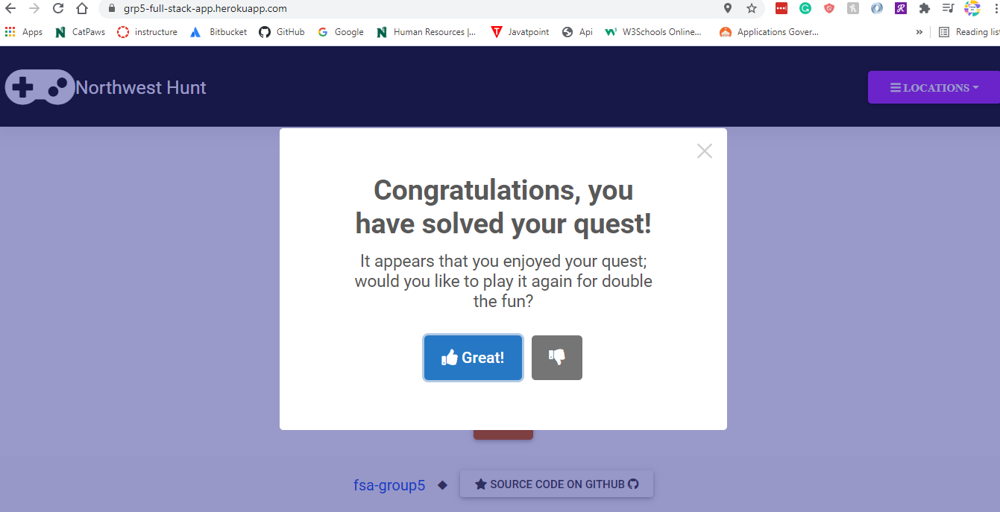 grp5-full-stack-app.herokuapp.com
Apps CatPaws instructure Bitbucket GitHub Google Human Resources |... Javatpoint Api W3Schools Online... Applications Gover... » Reading list
Northwest Hunt
LOCATIONS
Congratulations, you
have solved your quest!
It appears that you enjoyed your quest;
would you like to play it again for double
the fun?
Great!
fsa-group5 ◆ SOURCE CODE ON GITHUB